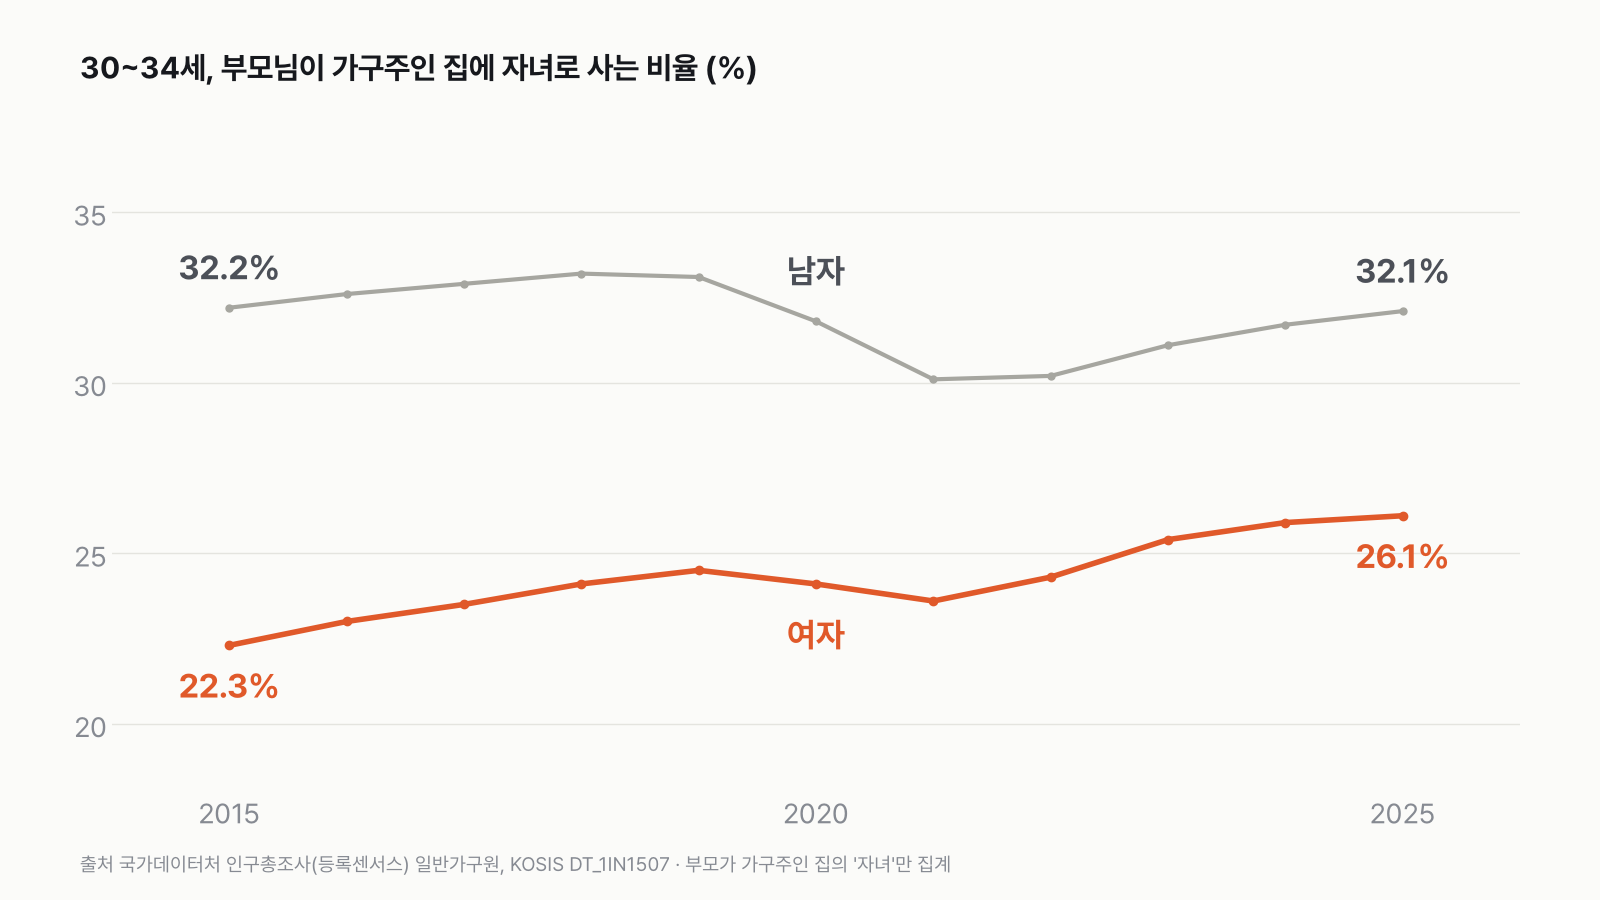 30~34세, 부모님이 가구주인 집에 자녀로 사는 비율 (%)
35
32.2%
남자
32.1%
30
25
26.1%
여자
22.3%
20
2015
2020
2025
출처 국가데이터처 인구총조사(등록센서스) 일반가구원, KOSIS DT_1IN1507 · 부모가 가구주인 집의 '자녀'만 집계